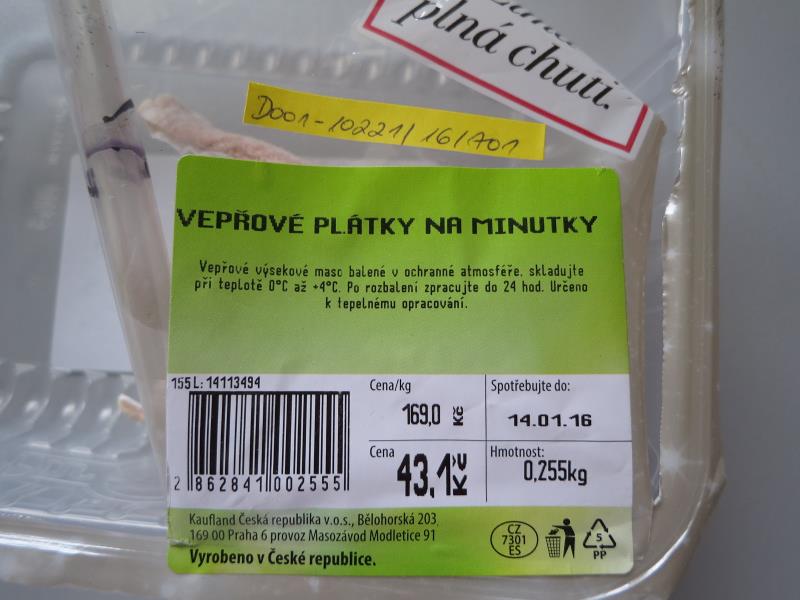 plná chuti.
D001-10221/16/A01
VEPŘOVÉ PLÁTKY NA MINUTKY
Vepřové výsekové maso balené v ochranné atmosféře, skladujte
při teplotě 0°C až +4°C. Po rozbalení zpracujte do 24 hod. Určeno
k tepelnému opracování.
155 L: 14113494
Cena/kg
169,0 Kč
Spotřebujte do:
14.01.16
Cena
43,1 Kč
Hmotnost:
0,255kg
2 862841 002555
Kaufland Česká republika v.o.s., Bělohorská 203,
169 00 Praha 6 provoz Masozávod Modletice 91
Vyrobeno v České republice.
CZ
7301
ES
5
PP